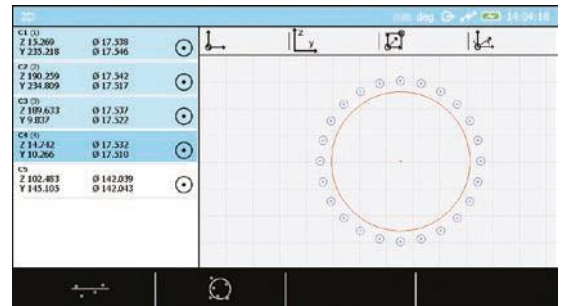 2D
mm deg 14:04:16
C1 (1)
Z 15.269 Ø 17.538
Y 235.218 Ø 17.546
C2 (2)
Z 190.259 Ø 17.542
Y 234.809 Ø 17.517
C3 (3)
Z 189.633 Ø 17.537
Y 9.837 Ø 17.522
C4 (4)
Z 14.742 Ø 17.532
Y 10.266 Ø 17.510
C5
Z 102.483 Ø 142.039
Y 145.105 Ø 142.043
Z
Y